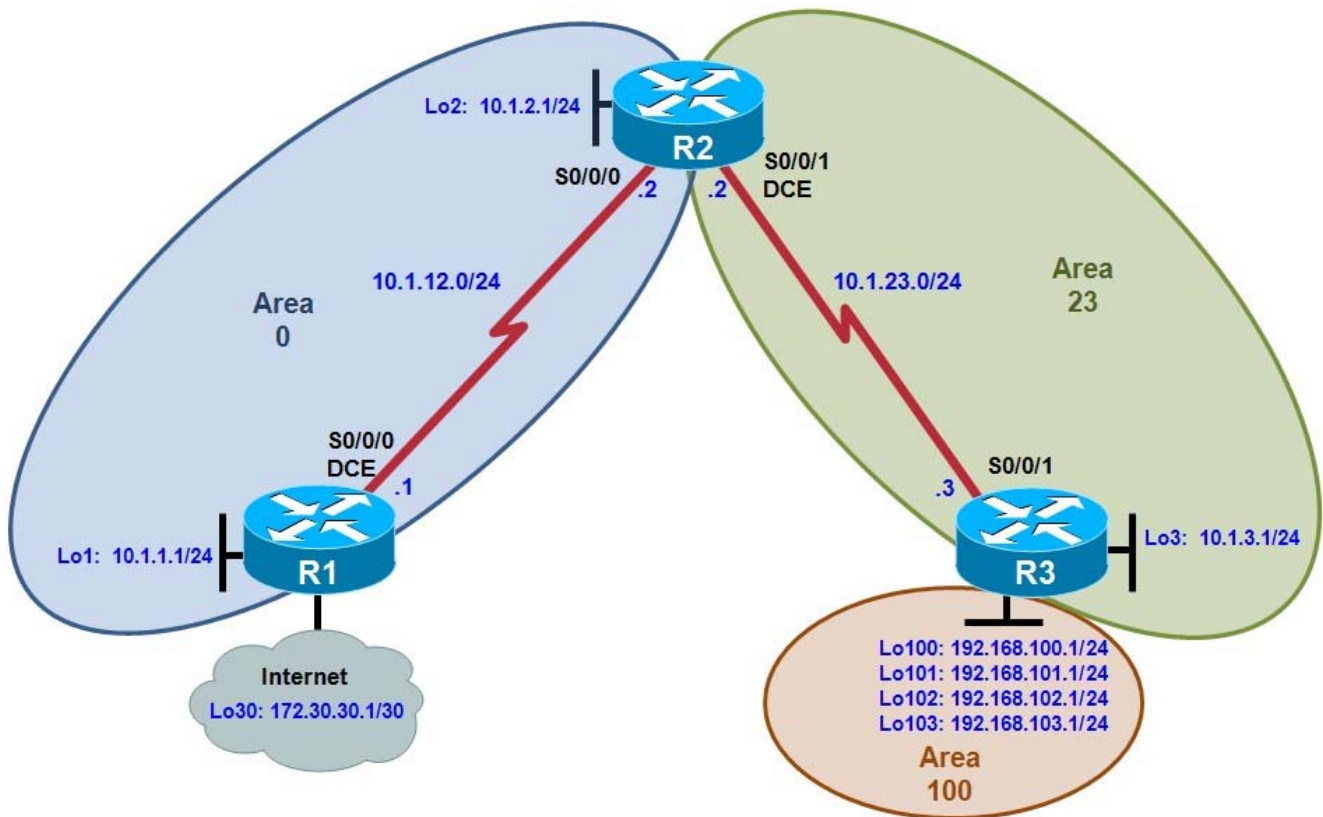 Lo2: 10.1.2.1/24
R2
S0/0/0
.2
.2
S0/0/1
DCE
10.1.12.0/24
10.1.23.0/24
Area
0
Area
23
S0/0/0
DCE
.1
S0/0/1
.3
Lo1: 10.1.1.1/24
R1
R3
Lo3: 10.1.3.1/24
Internet
Lo30: 172.30.30.1/30
Lo100: 192.168.100.1/24
Lo101: 192.168.101.1/24
Lo102: 192.168.102.1/24
Lo103: 192.168.103.1/24
Area
100